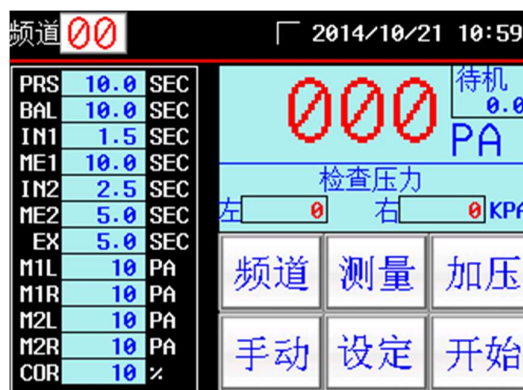 频道 00 2014/10/21 10:59
PRS 10.0 SEC
BAL 10.0 SEC
IN1 1.5 SEC
ME1 10.0 SEC
IN2 2.5 SEC
ME2 5.0 SEC
EX 5.0 SEC
M1L 10 PA
M1R 10 PA
M2L 10 PA
M2R 10 PA
COR 10 %
000 PA
待机
0.0
检查压力
左 0 右 0 KPA
频道 测量 加压
手动 设定 开始